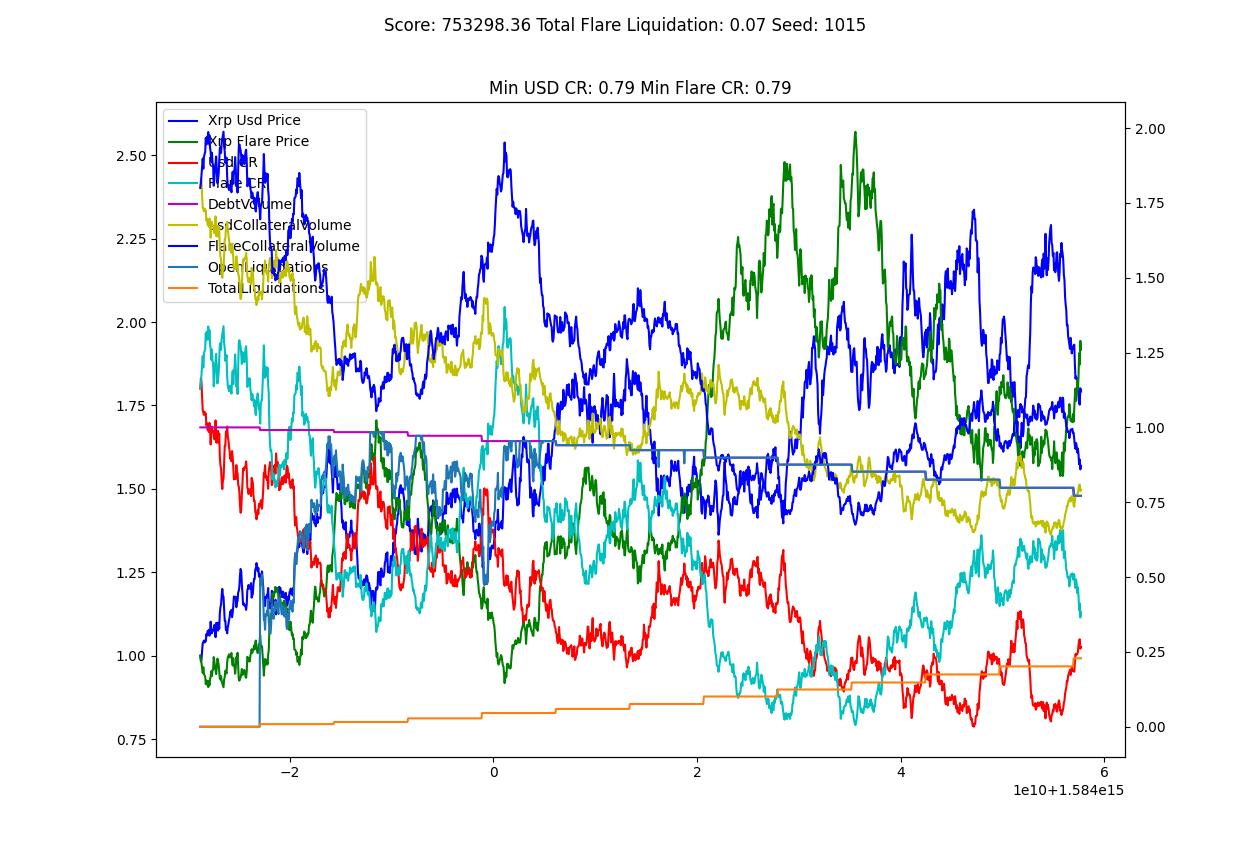 Score: 753298.36 Total Flare Liquidation: 0.07 Seed: 1015
Min USD CR: 0.79 Min Flare CR: 0.79
Xrp Usd Price
Xrp Flare Price
Usd CR
Flare CR
DebtVolume
UsdCollateralVolume
FlareCollateralVolume
OpenLiquidations
TotalLiquidations
2.50
2.25
2.00
1.75
1.50
1.25
1.00
0.75
2.00
1.75
1.50
1.25
1.00
0.75
0.50
0.25
0.00
−2
0
2
4
6
1e10+1.584e15